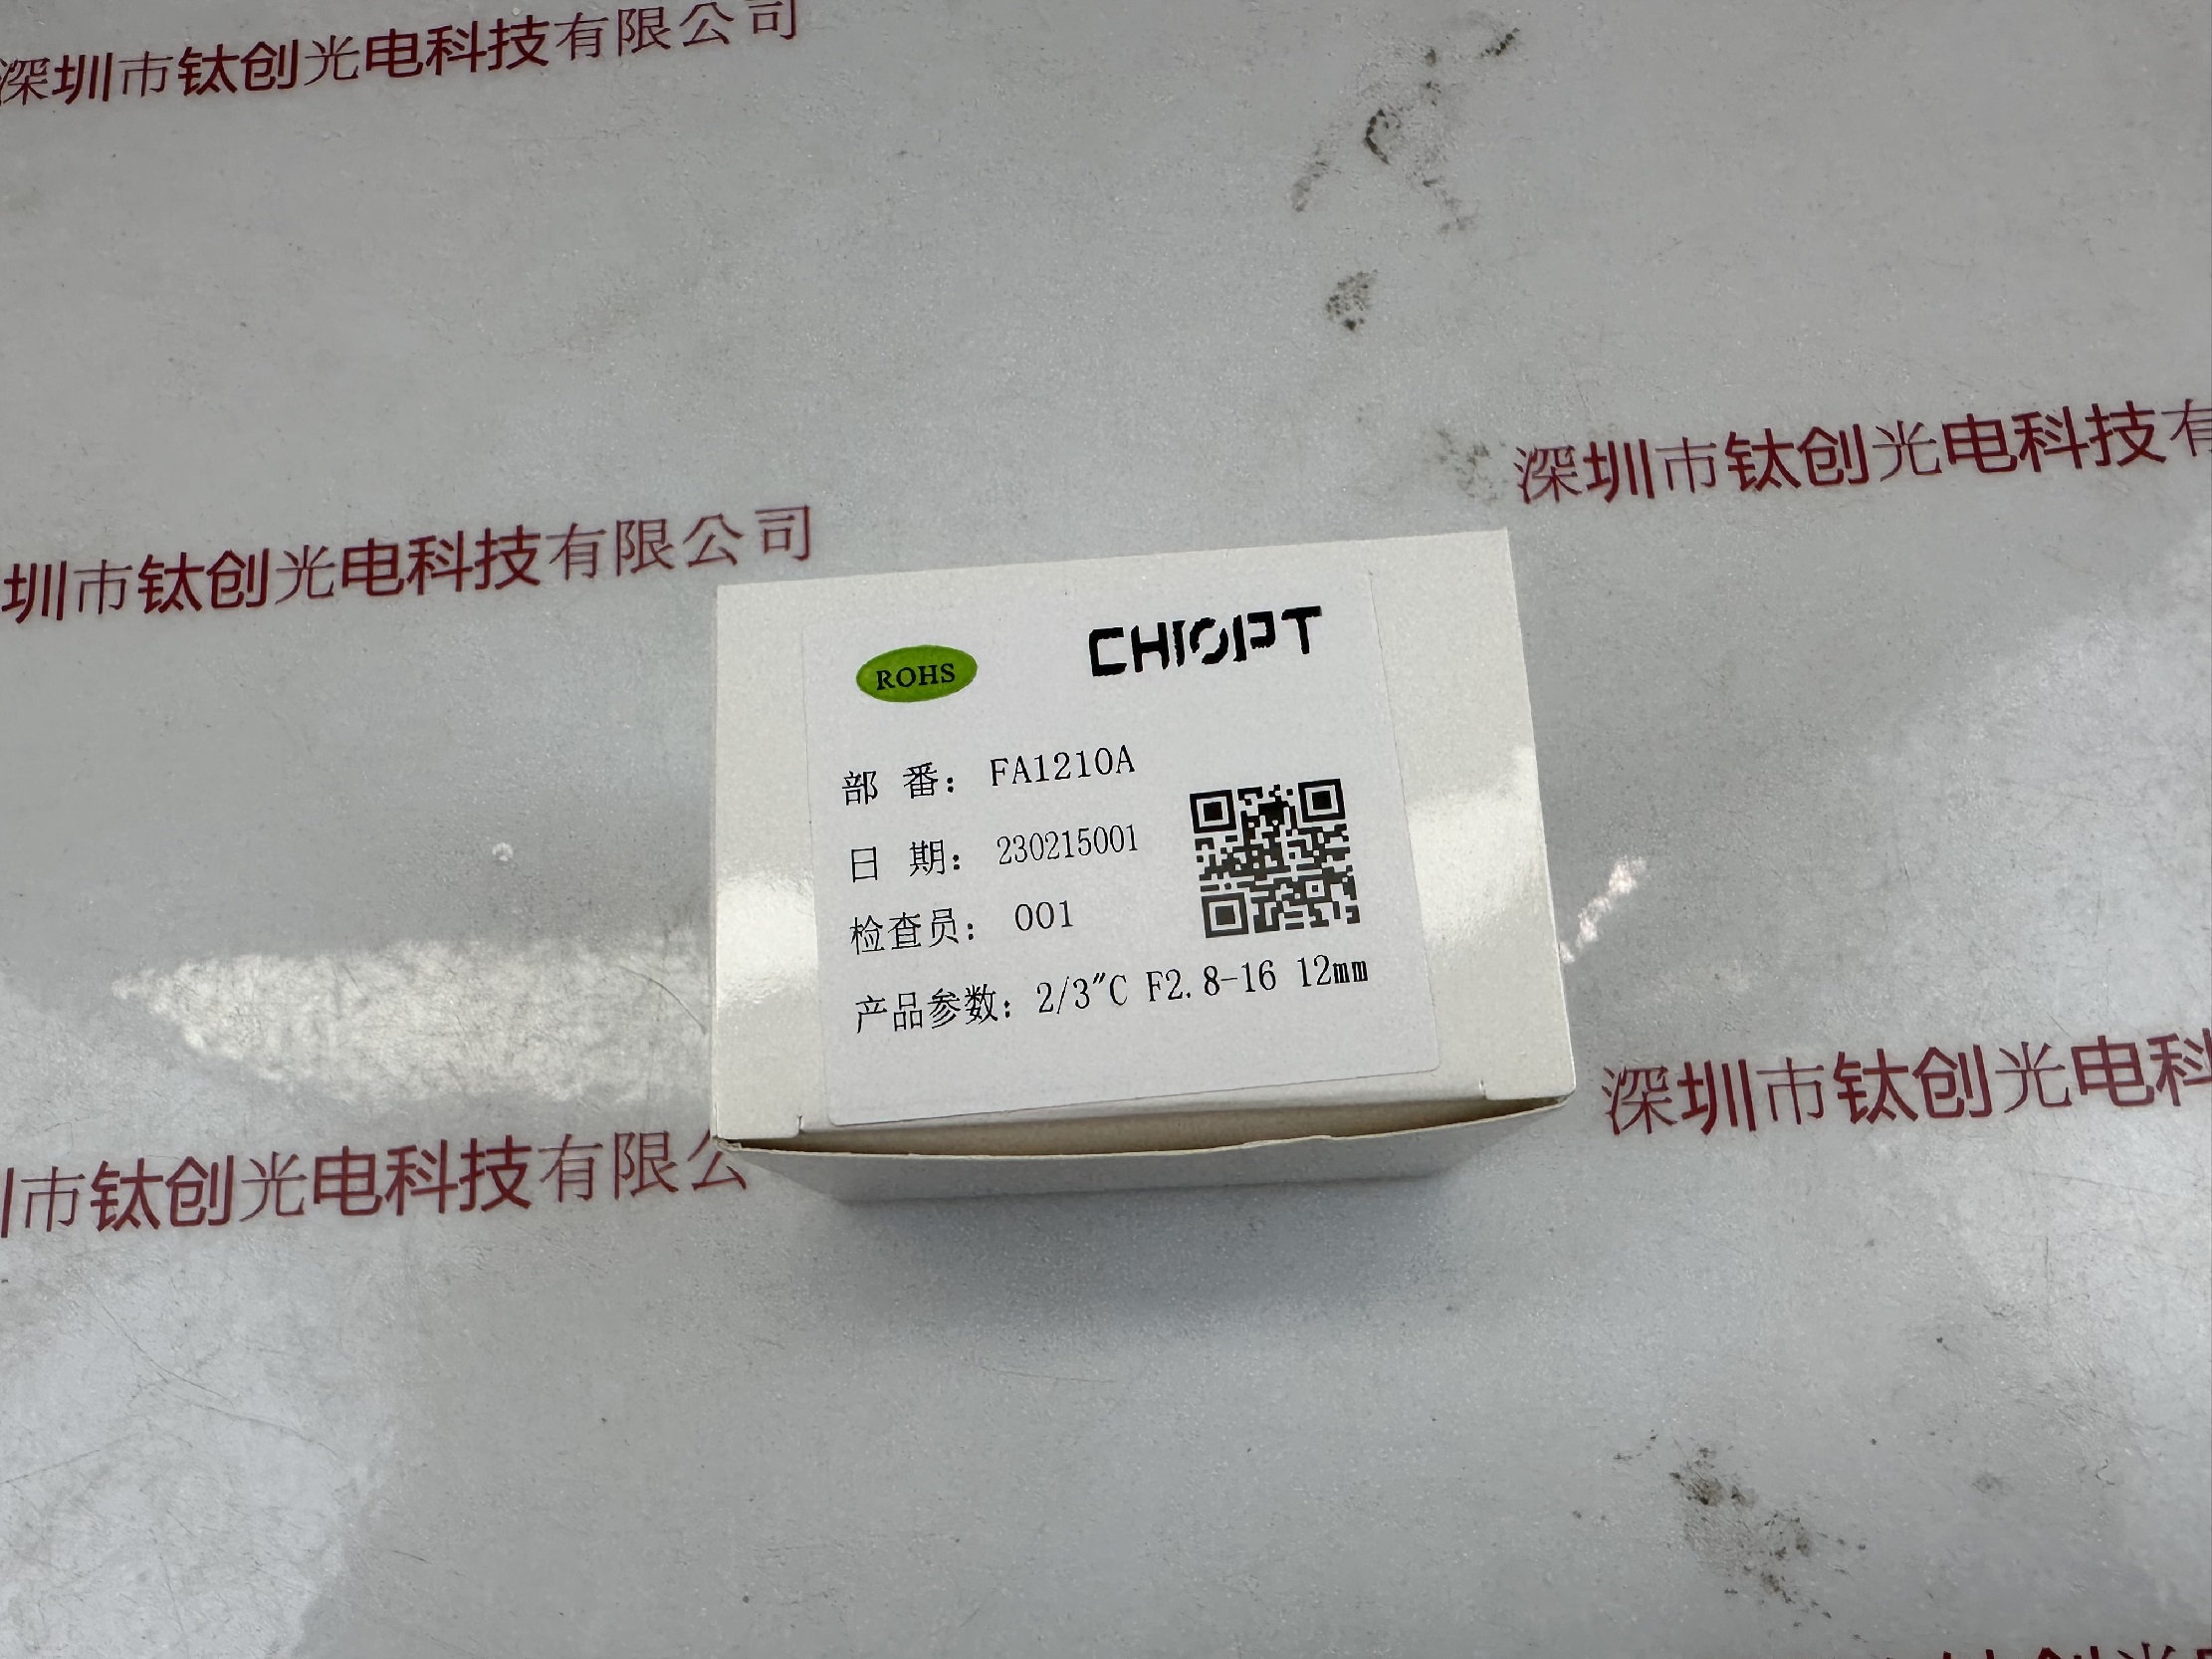 深圳市钛创光电科技有限公司
深圳市钛创光电科技有
圳市钛创光电科技有限公司
ROHS
CHIOPT
部 番： FA1210A
日 期： 230215001
检查员： 001
产品参数： 2/3"C F2.8-16 12mm
深圳市钛创光电科
市钛创光电科技有限公